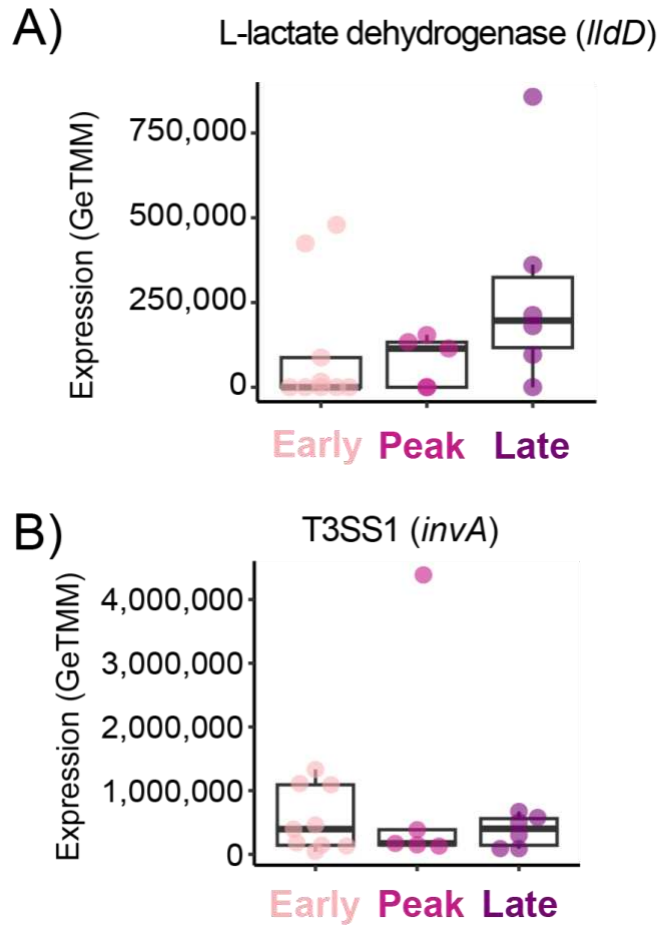 A)
L-lactate dehydrogenase (lldD)
Expression (GeTMM)
750,000
500,000
250,000
0
Early Peak Late
B)
T3SS1 (invA)
Expression (GeTMM)
4,000,000
3,000,000
2,000,000
1,000,000
0
Early Peak Late